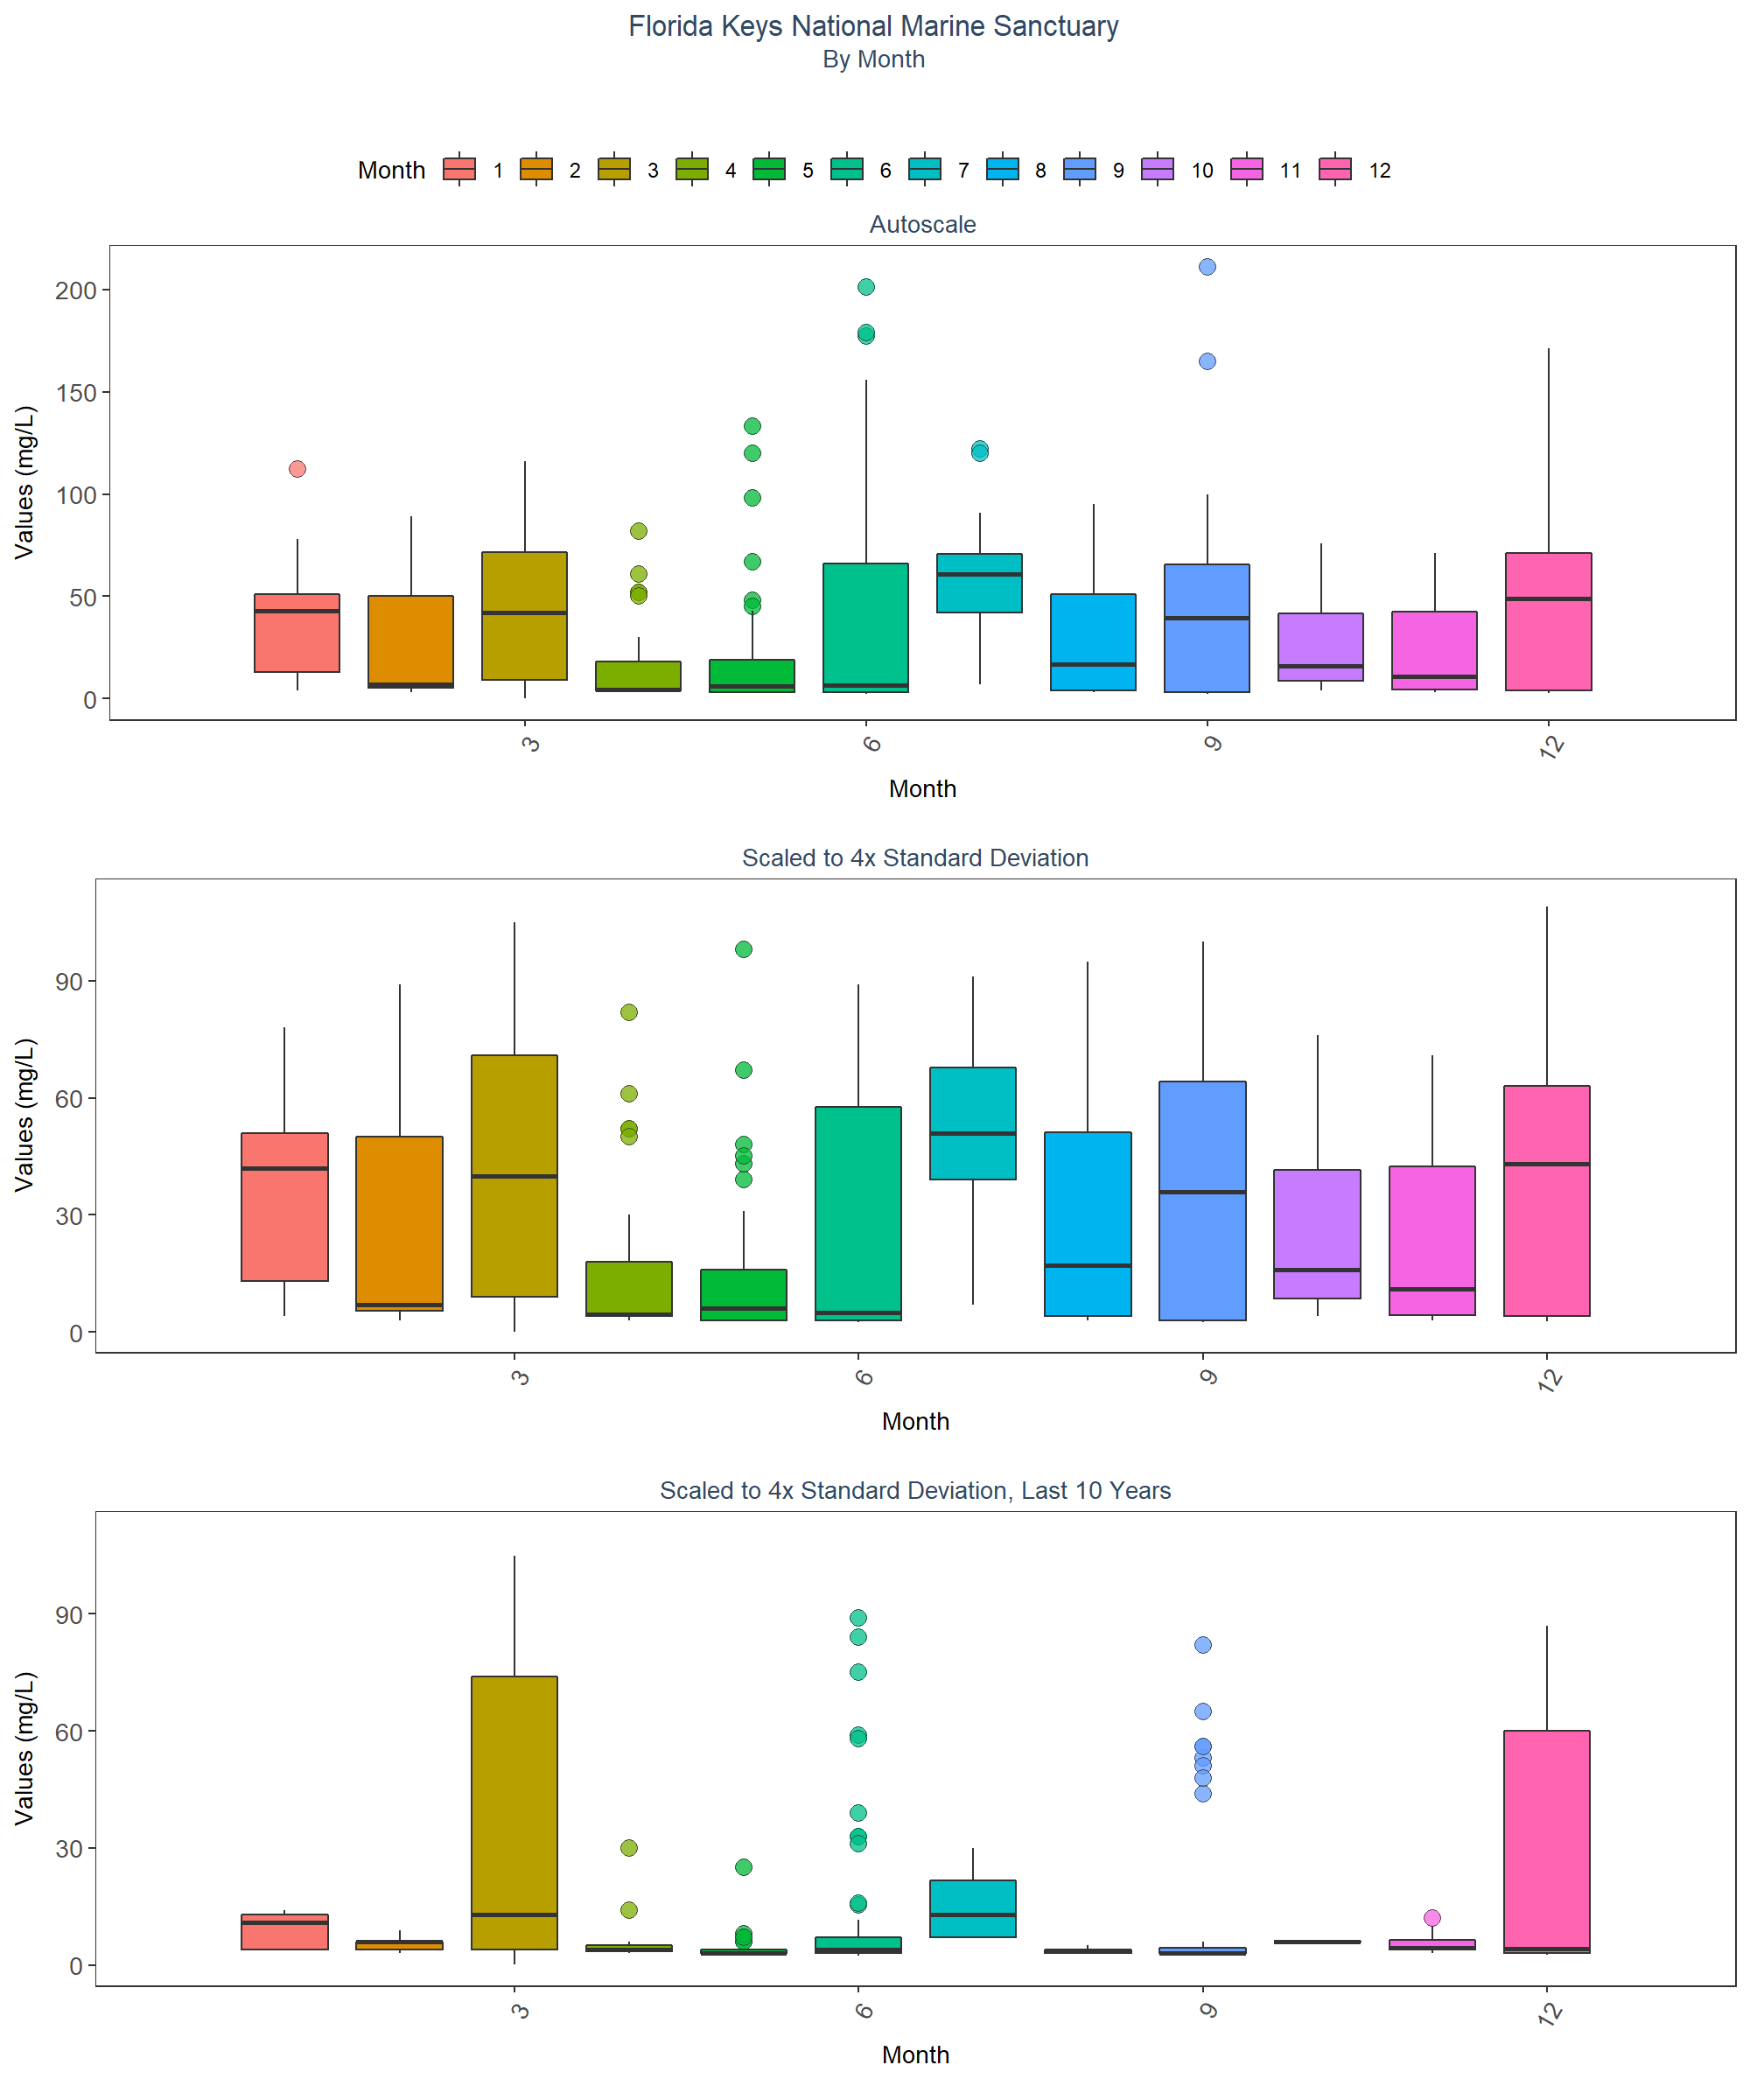 Florida Keys National Marine Sanctuary
By Month
Month 1 2 3 4 5 6 7 8 9 10 11 12
Autoscale
Values (mg/L)
200
150
100
50
0
3 6 9 12
Month
Scaled to 4x Standard Deviation
Values (mg/L)
90
60
30
0
3 6 9 12
Month
Scaled to 4x Standard Deviation, Last 10 Years
Values (mg/L)
90
60
30
0
3 6 9 12
Month